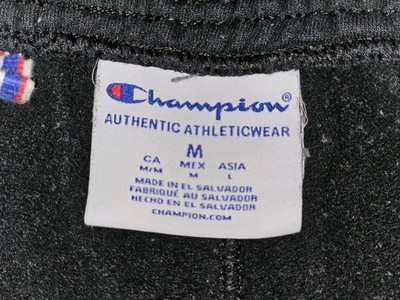 Champion®
AUTHENTIC ATHLETICWEAR
M
CA MEX ASIA
M/M M L
MADE IN EL SALVADOR
FABRIQUÉ AU SALVADOR
HECHO EN EL SALVADOR
CHAMPION.COM